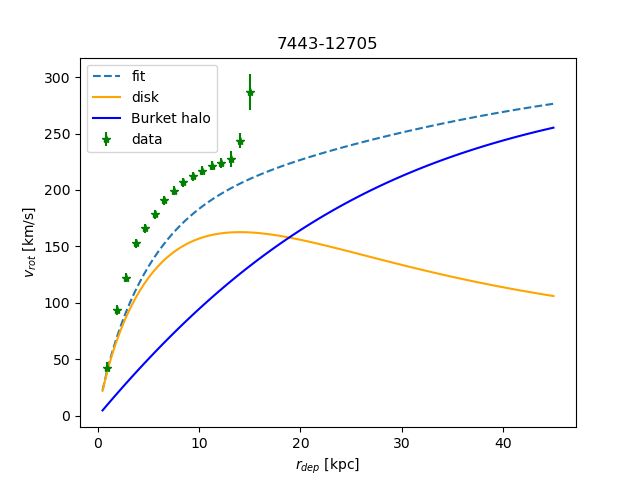 7443-12705
fit
disk
Burket halo
data
300
250
200
150
100
50
0
v_rot [km/s]
0 10 20 30 40
r_dep [kpc]